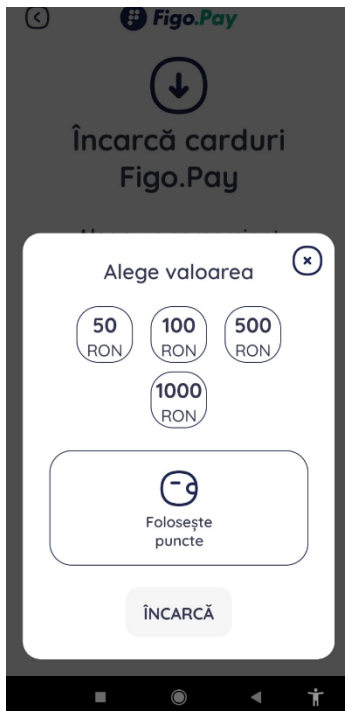 Figo.Pay
Încarcă carduri
Figo.Pay
Alege valoarea
50 100 500
RON RON RON
1000
RON
Folosește
puncte
ÎNCARCĂ